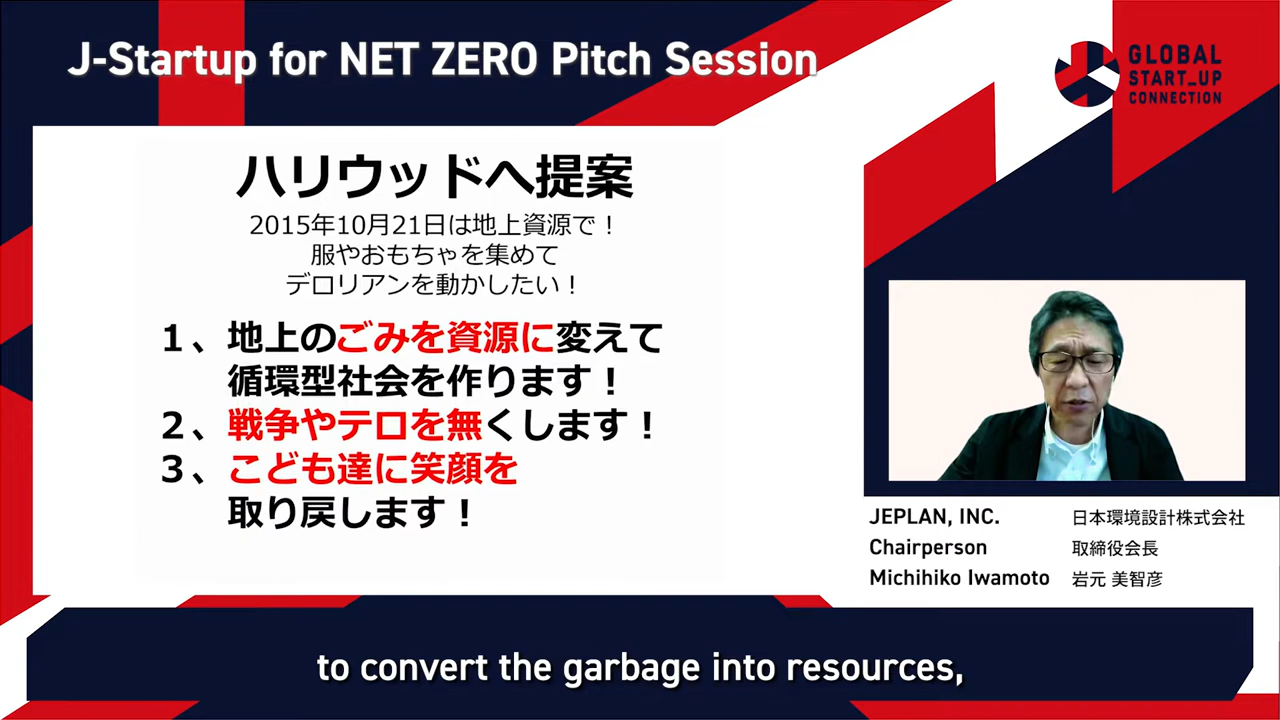 J-Startup for NET ZERO Pitch Session
GLOBAL
START_UP
CONNECTION
ハリウッドへ提案
2015年10月21日は地上資源で！
服やおもちゃを集めて
デロリアンを動かしたい！
１、地上のごみを資源に変えて
循環型社会を作ります！
２、戦争やテロを無くします！
３、こども達に笑顔を
取り戻します！
JEPLAN, INC. 日本環境設計株式会社
Chairperson 取締役会長
Michihiko Iwamoto 岩元 美智彦
to convert the garbage into resources,